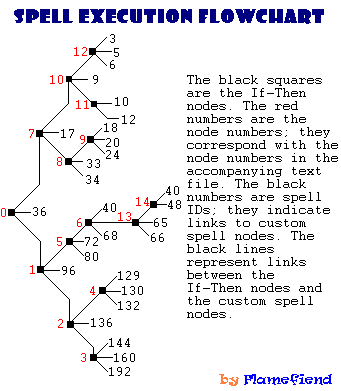 SPELL EXECUTION FLOWCHART
3
12 5
6
10 9
11 10
12
7 17 18
9 20
24
8 33
34
The black squares
are the If-Then
nodes. The red
numbers are the
node numbers; they
correspond with the
node numbers in the
accompanying text
file. The black
numbers are spell
IDs; they indicate
links to custom
spell nodes. The
black lines
represent links
between the
If-Then nodes and
the custom spell
nodes.
0 36
40
14 48
40
6 13 65
68 66
5 72
80
1 96
129
4 130
132
2 136
144
3 160
192
by Flamefiend